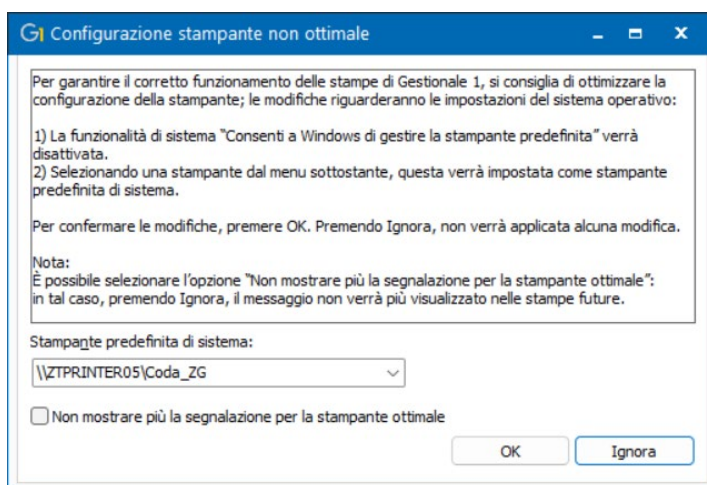 G1 Configurazione stampante non ottimale
Per garantire il corretto funzionamento delle stampe di Gestionale 1, si consiglia di ottimizzare la
configurazione della stampante; le modifiche riguarderanno le impostazioni del sistema operativo:
1) La funzionalità di sistema "Consenti a Windows di gestire la stampante predefinita" verrà
disattivata.
2) Selezionando una stampante dal menu sottostante, questa verrà impostata come stampante
predefinita di sistema.
Per confermare le modifiche, premere OK. Premendo Ignora, non verrà applicata alcuna modifica.
Nota:
È possibile selezionare l'opzione "Non mostrare più la segnalazione per la stampante ottimale":
in tal caso, premendo Ignora, il messaggio non verrà più visualizzato nelle stampe future.
Stampante predefinita di sistema:
\\ZTPRINTER05\Coda_ZG
Non mostrare più la segnalazione per la stampante ottimale
OK
Ignora